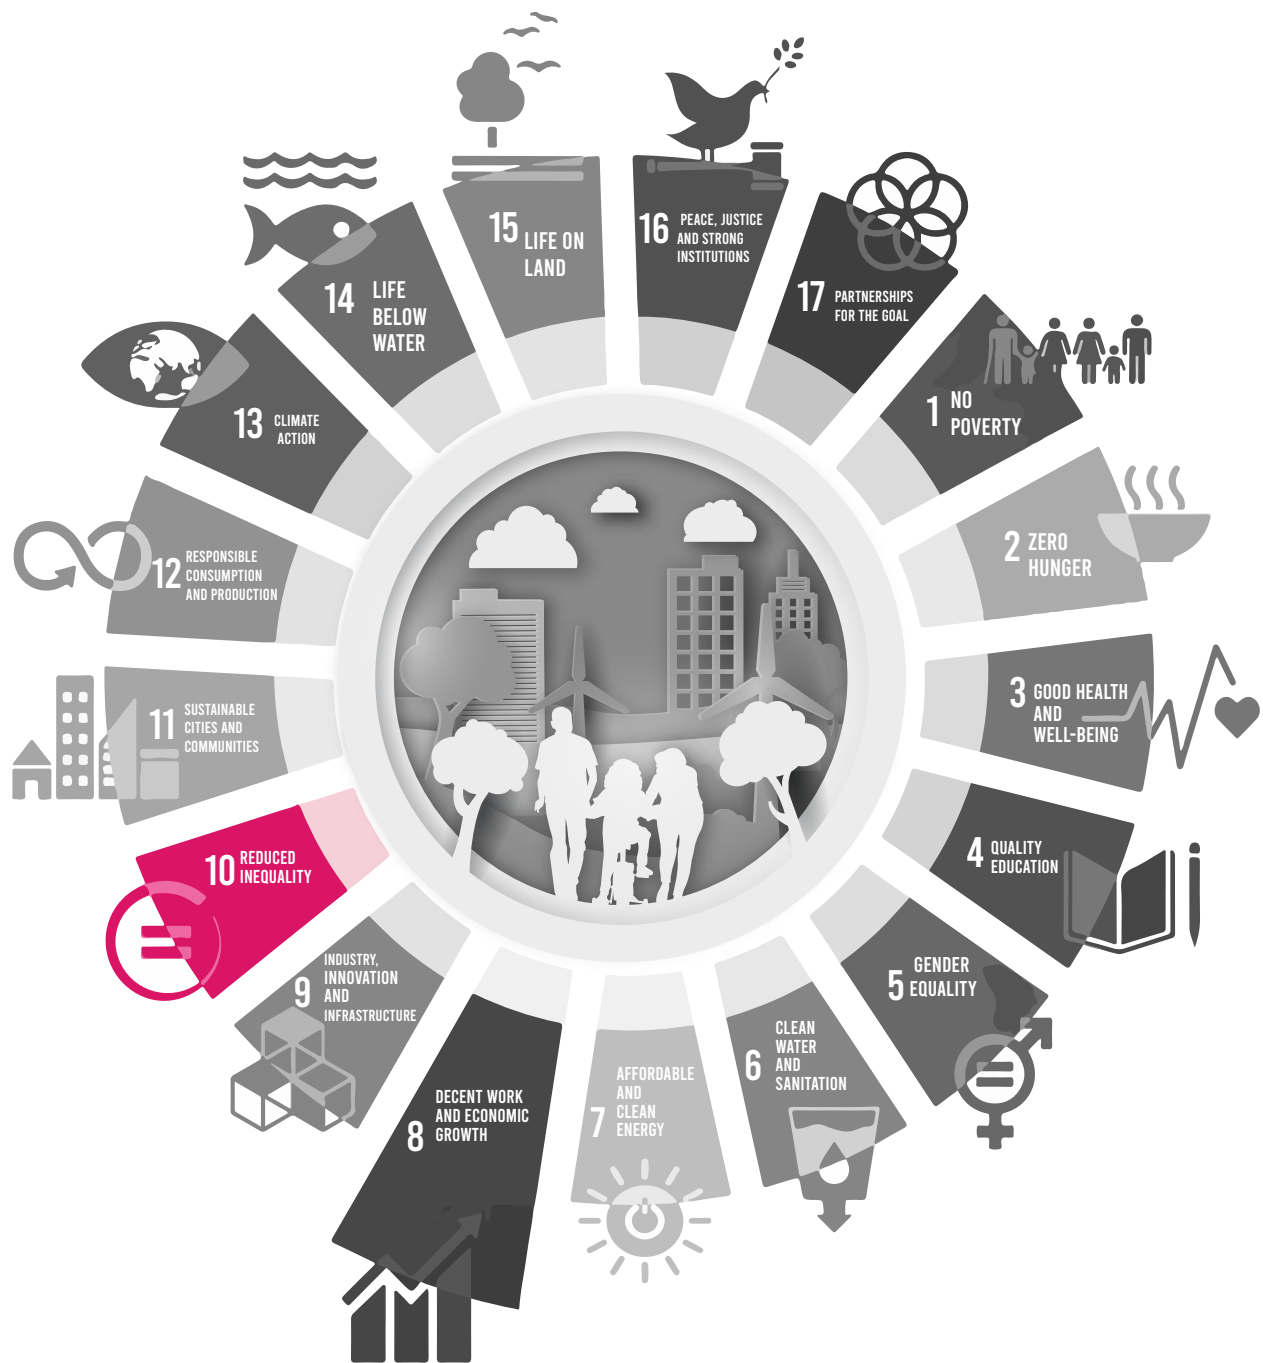 1
NO
POVERTY
2
ZERO
HUNGER
3
GOOD HEALTH
AND
WELL-BEING
4
QUALITY
EDUCATION
5
GENDER
EQUALITY
6
CLEAN
WATER
AND
SANITATION
7
AFFORDABLE
AND
CLEAN
ENERGY
8
DECENT WORK
AND ECONOMIC
GROWTH
9
INDUSTRY,
INNOVATION
AND
INFRASTRUCTURE
10
REDUCED
INEQUALITY
11
SUSTAINABLE
CITIES AND
COMMUNITIES
12
RESPONSIBLE
CONSUMPTION
AND PRODUCTION
13
CLIMATE
ACTION
14
LIFE
BELOW
WATER
15
LIFE ON
LAND
16
PEACE, JUSTICE
AND STRONG
INSTITUTIONS
17
PARTNERSHIPS
FOR THE GOAL